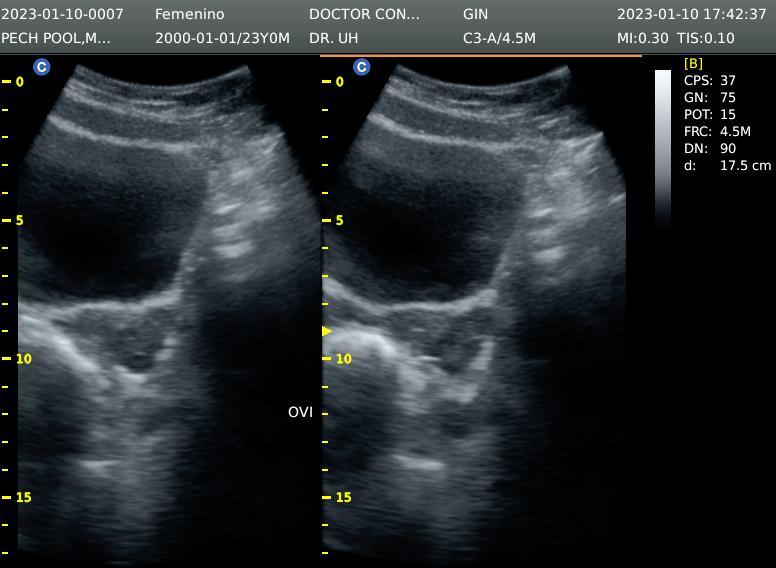 2023-01-10-0007 Femenino DOCTOR CON... GIN 2023-01-10 17:42:37
PECH POOL,M... 2000-01-01/23Y0M DR. UH C3-A/4.5M MI:0.30 TIS:0.10
C C [B]
0 0 CPS: 37
GN: 75
POT: 15
FRC: 4.5M
DN: 90
d: 17.5 cm
5 5
10 10
OVI
15 15